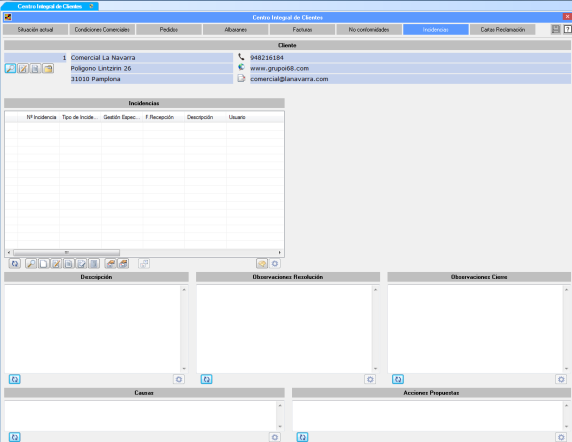 Centro Integral de Clientes
Centro Integral de Clientes
Situación actual Condiciones Comerciales Pedidos Albaranes Facturas No conformidades Incidencias Cartas Reclamación
Cliente
1 Comercial La Navarra 948216184
Poligono Lintzirin 26 www.grupoi68.com
31010 Pamplona comercial@lanavarra.com
Incidencias
Nº Incidencia Tipo de Incide... Gestión Espec... F.Recepción Descripción Usuario
Descripción Observaciones Resolución Observaciones Cierre
Causas Acciones Propuestas